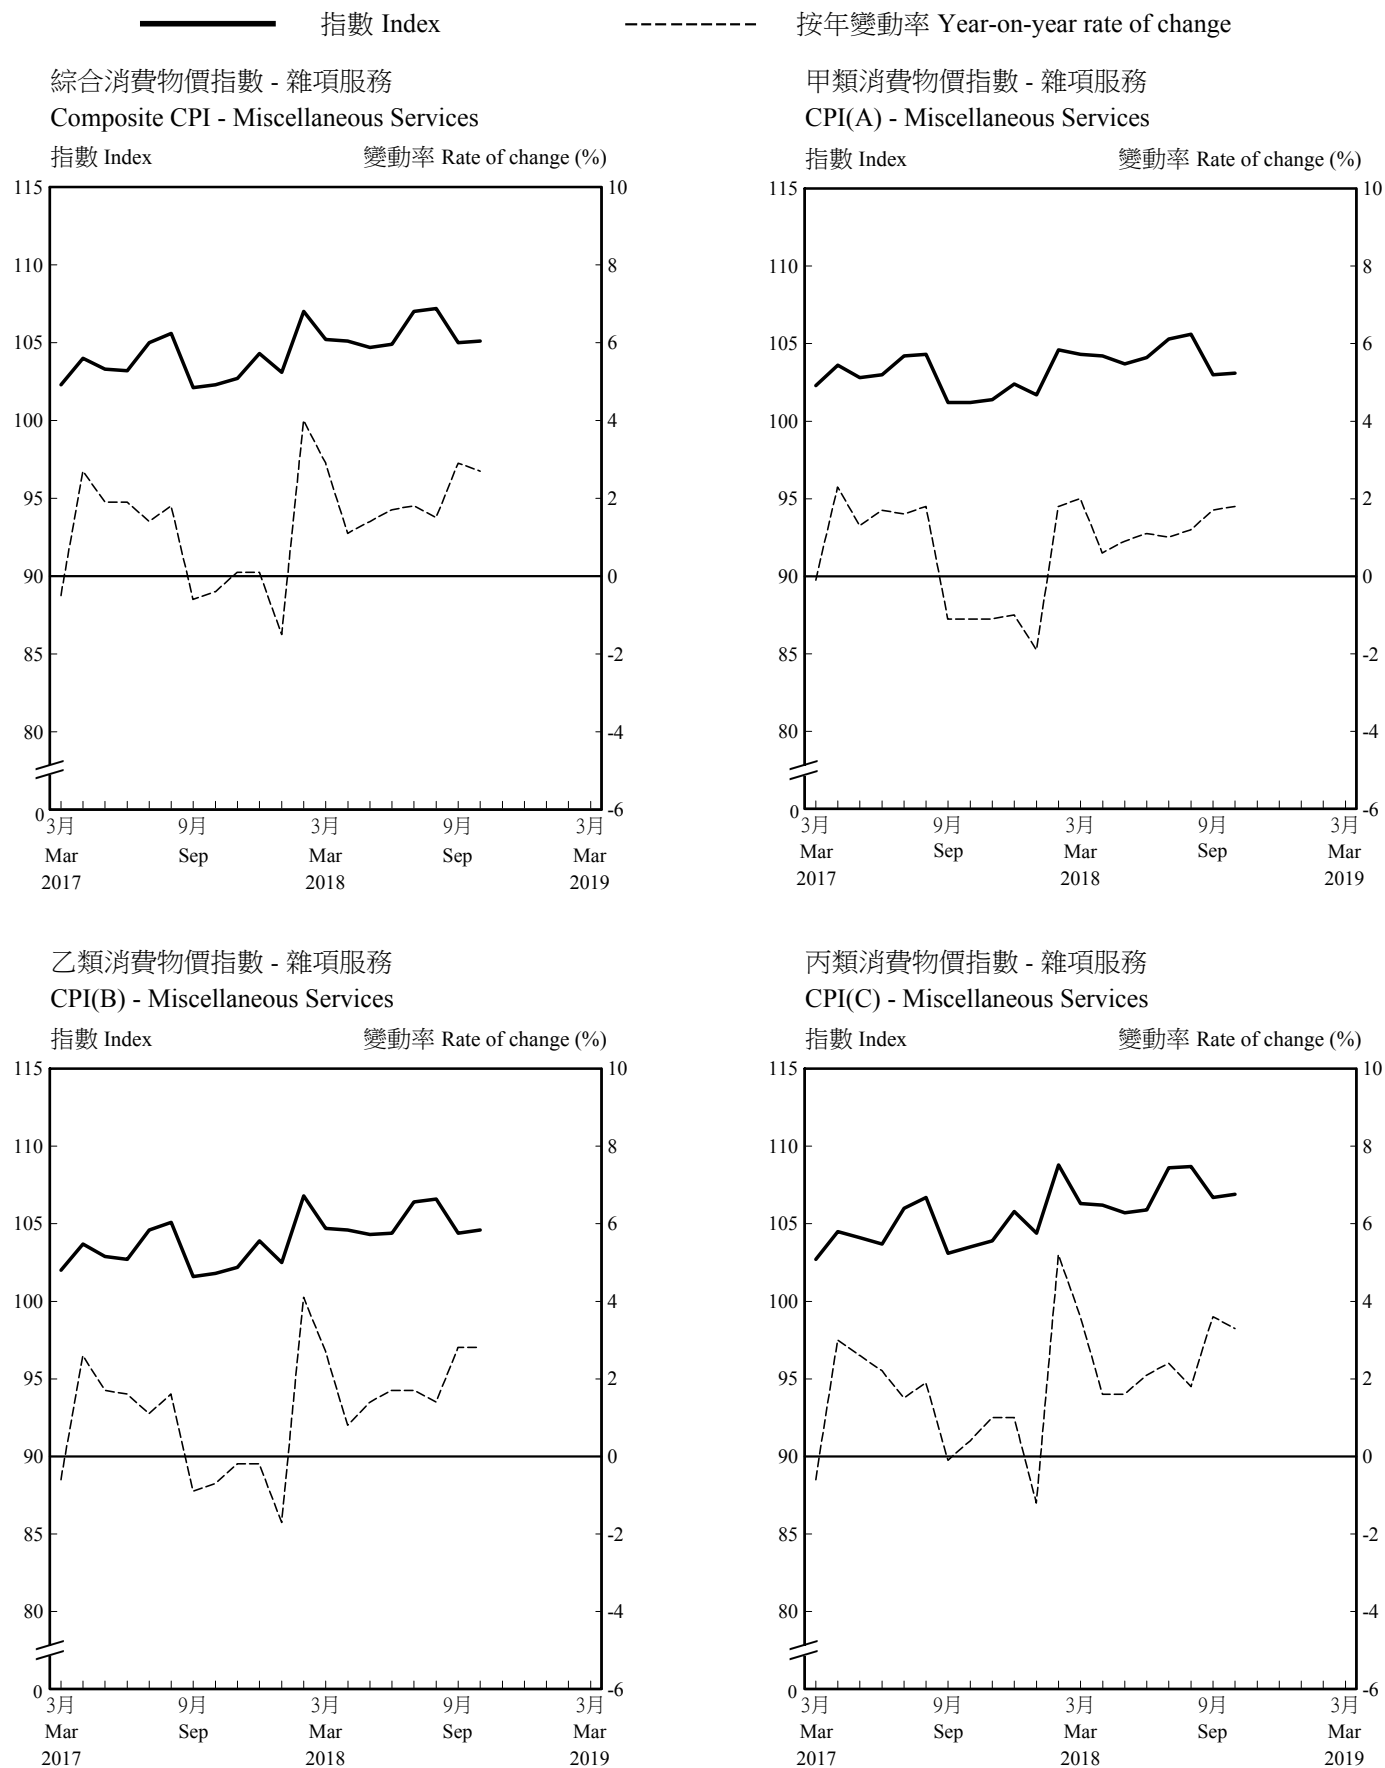 指數 Index
按年變動率 Year-on-year rate of change
綜合消費物價指數 - 雜項服務
Composite CPI - Miscellaneous Services
指數 Index 變動率 Rate of change (%)
115 10
110 8
105 6
100 4
95 2
90 0
85 -2
80 -4
0 -6
3月 9月 3月 9月 3月
Mar Sep Mar Sep Mar
2017 2018 2019
甲類消費物價指數 - 雜項服務
CPI(A) - Miscellaneous Services
指數 Index 變動率 Rate of change (%)
115 10
110 8
105 6
100 4
95 2
90 0
85 -2
80 -4
0 -6
3月 9月 3月 9月 3月
Mar Sep Mar Sep Mar
2017 2018 2019
乙類消費物價指數 - 雜項服務
CPI(B) - Miscellaneous Services
指數 Index 變動率 Rate of change (%)
115 10
110 8
105 6
100 4
95 2
90 0
85 -2
80 -4
0 -6
3月 9月 3月 9月 3月
Mar Sep Mar Sep Mar
2017 2018 2019
丙類消費物價指數 - 雜項服務
CPI(C) - Miscellaneous Services
指數 Index 變動率 Rate of change (%)
115 10
110 8
105 6
100 4
95 2
90 0
85 -2
80 -4
0 -6
3月 9月 3月 9月 3月
Mar Sep Mar Sep Mar
2017 2018 2019